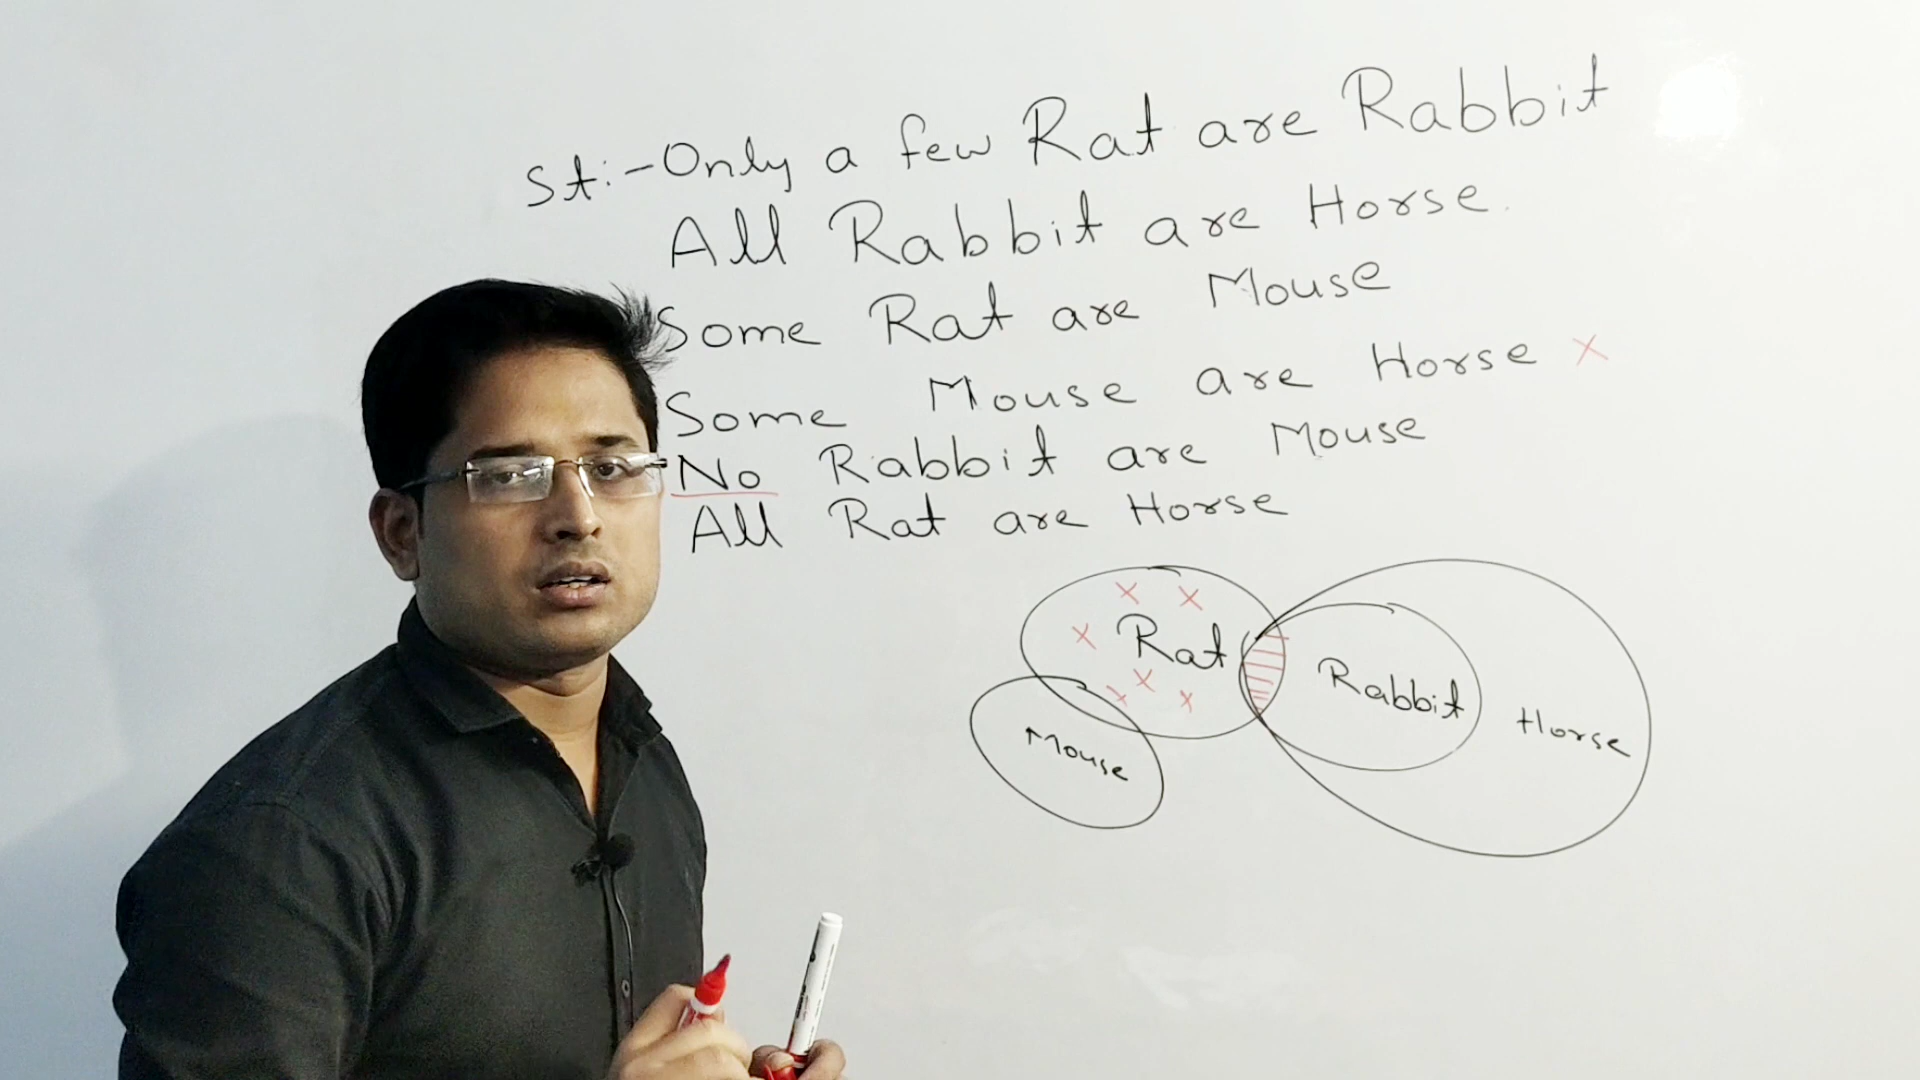 St:-Only a few Rat are Rabbit
All Rabbit are Horse.
Some Rat are Mouse
Some Mouse are Horse ×
No Rabbit are Mouse
All Rat are Horse
Rat
Rabbit
Horse
Mouse